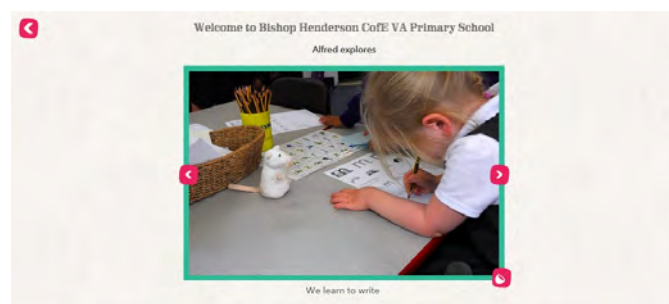 Welcome to Bishop Henderson CofE VA Primary School
Alfred explores
We learn to write